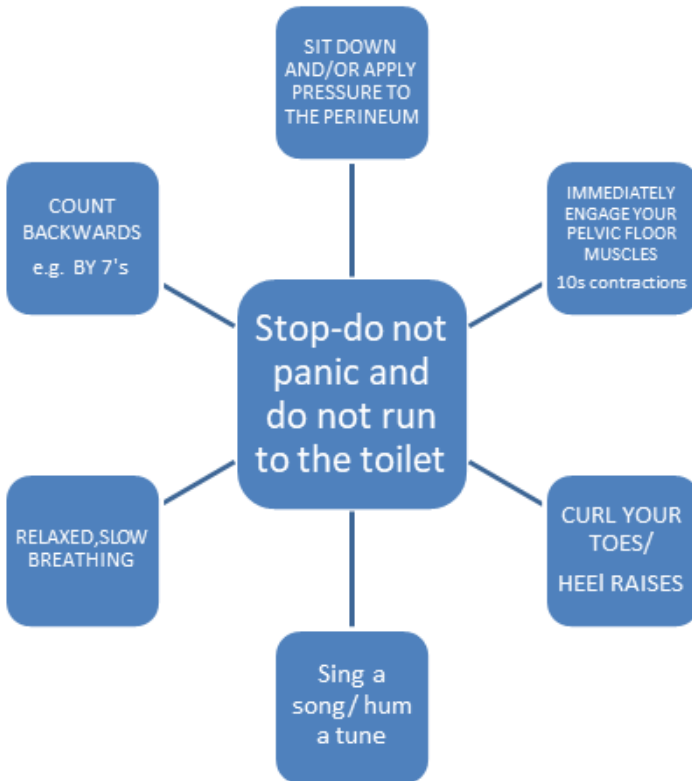 SIT DOWN
AND/OR APPLY
PRESSURE TO
THE PERINEUM
IMMEDIATELY
ENGAGE YOUR
PELVIC FLOOR
MUSCLES
10s contractions
CURL YOUR
TOES/
HEEl RAISES
Sing a
song/ hum
a tune
RELAXED,SLOW
BREATHING
COUNT
BACKWARDS
e.g. BY 7's
Stop-do not
panic and
do not run
to the toilet